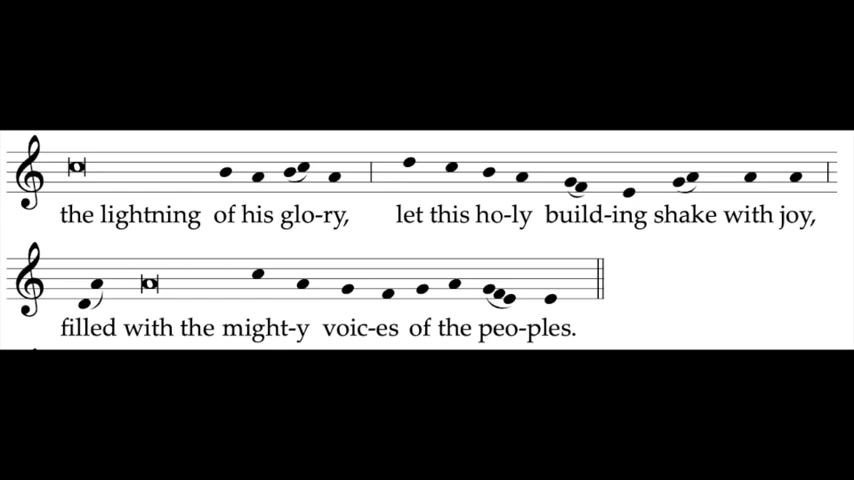 the lightning of his glo-ry, let this ho-ly build-ing shake with joy,
filled with the might-y voic-es of the peo-ples.